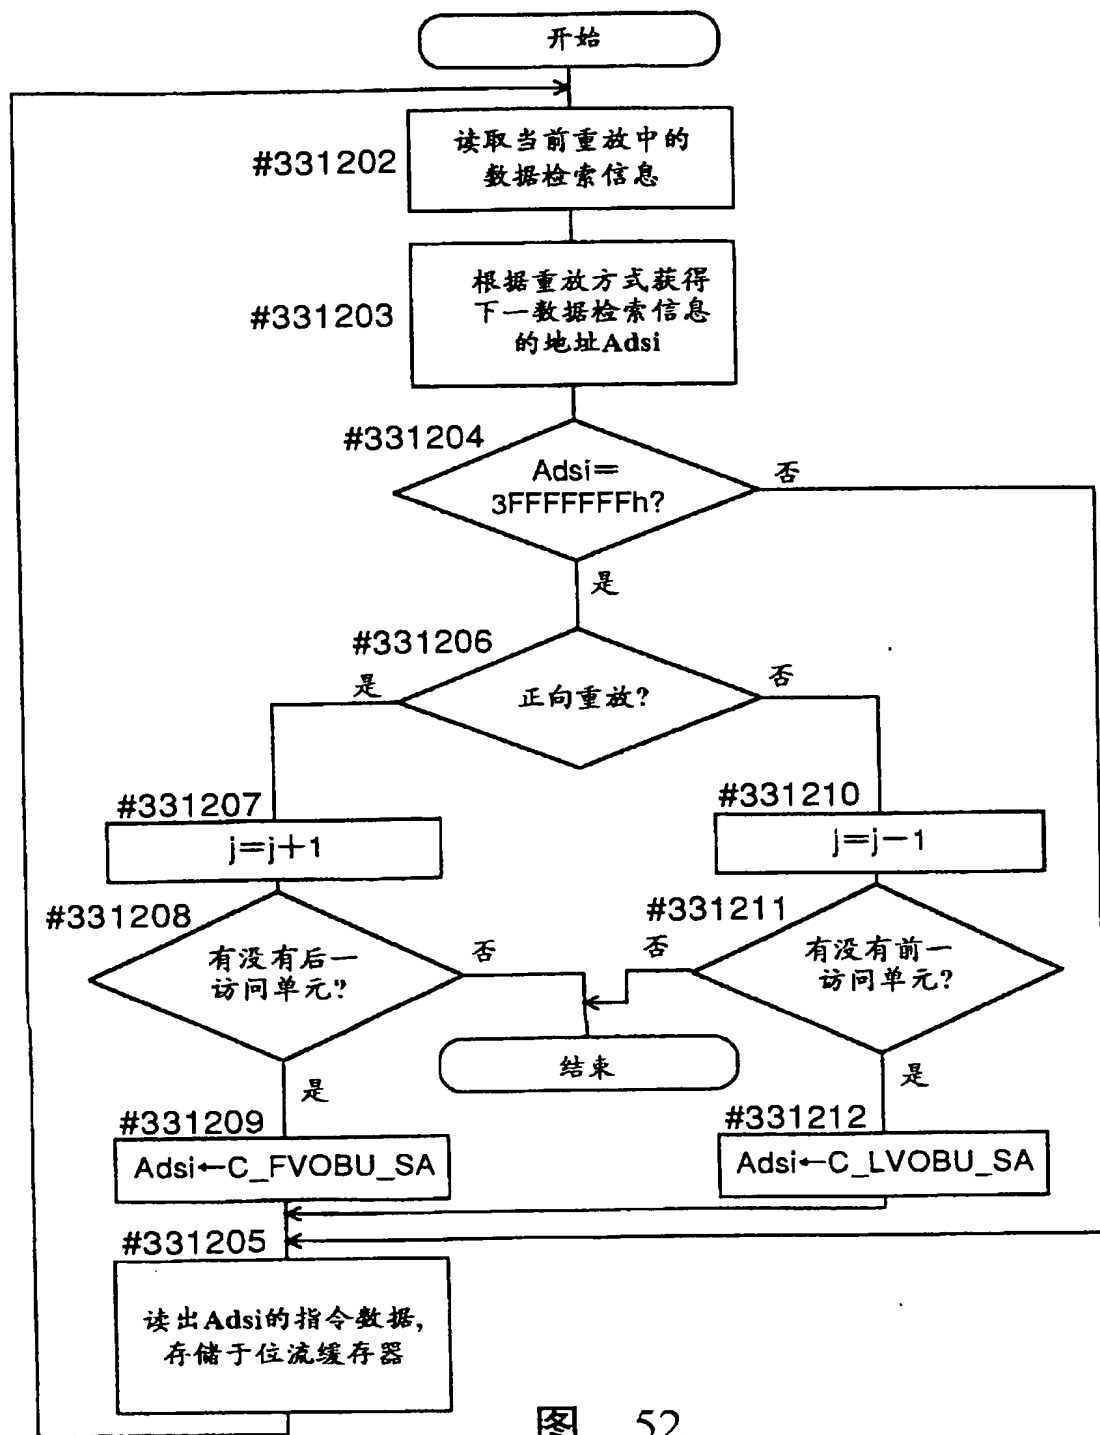 开始
#331202
读取当前重放中的
数据检索信息
#331203
根据重放方式获得
下一数据检索信息
的地址Adsi
#331204
Adsi=
3FFFFFFFh?
否
是
#331206
正向重放?
是
否
#331207
j=j+1
#331210
j=j-1
#331208
有没有后一
访问单元?
否
#331211
有没有前一
访问单元?
否
结束
是
是
#331209
Adsi←C_FVOBU_SA
#331212
Adsi←C_LVOBU_SA
#331205
读出Adsi的指令数据,
存储于位流缓存器
图 52